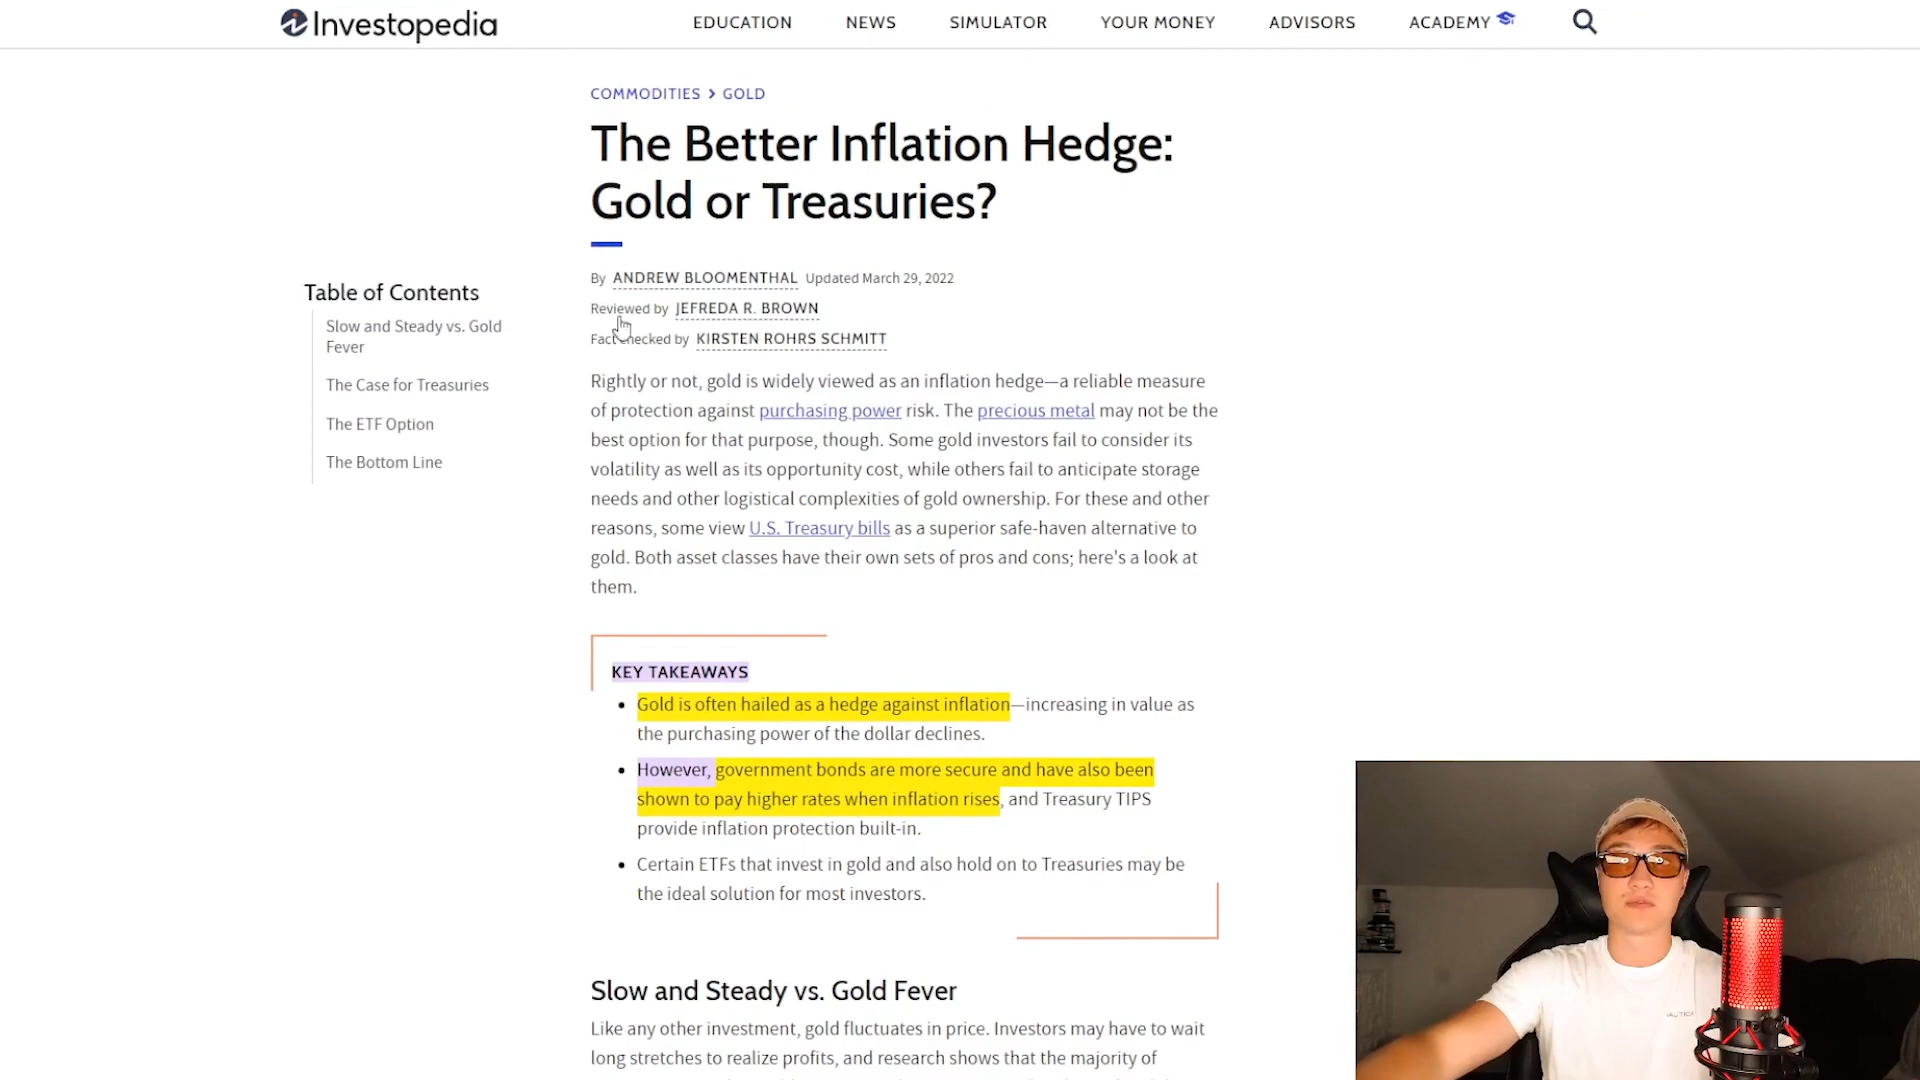 Investopedia
EDUCATION NEWS SIMULATOR YOUR MONEY ADVISORS ACADEMY
COMMODITIES > GOLD
The Better Inflation Hedge:
Gold or Treasuries?
By ANDREW BLOOMENTHAL Updated March 29, 2022
Reviewed by JEFREDA R. BROWN
Fact checked by KIRSTEN ROHRS SCHMITT
Table of Contents
Slow and Steady vs. Gold
Fever
The Case for Treasuries
The ETF Option
The Bottom Line
Rightly or not, gold is widely viewed as an inflation hedge—a reliable measure
of protection against purchasing power risk. The precious metal may not be the
best option for that purpose, though. Some gold investors fail to consider its
volatility as well as its opportunity cost, while others fail to anticipate storage
needs and other logistical complexities of gold ownership. For these and other
reasons, some view U.S. Treasury bills as a superior safe-haven alternative to
gold. Both asset classes have their own sets of pros and cons; here's a look at
them.
KEY TAKEAWAYS
• Gold is often hailed as a hedge against inflation—increasing in value as
the purchasing power of the dollar declines.
• However, government bonds are more secure and have also been
shown to pay higher rates when inflation rises, and Treasury TIPS
provide inflation protection built-in.
• Certain ETFs that invest in gold and also hold on to Treasuries may be
the ideal solution for most investors.
Slow and Steady vs. Gold Fever
Like any other investment, gold fluctuates in price. Investors may have to wait
long stretches to realize profits, and research shows that the majority of